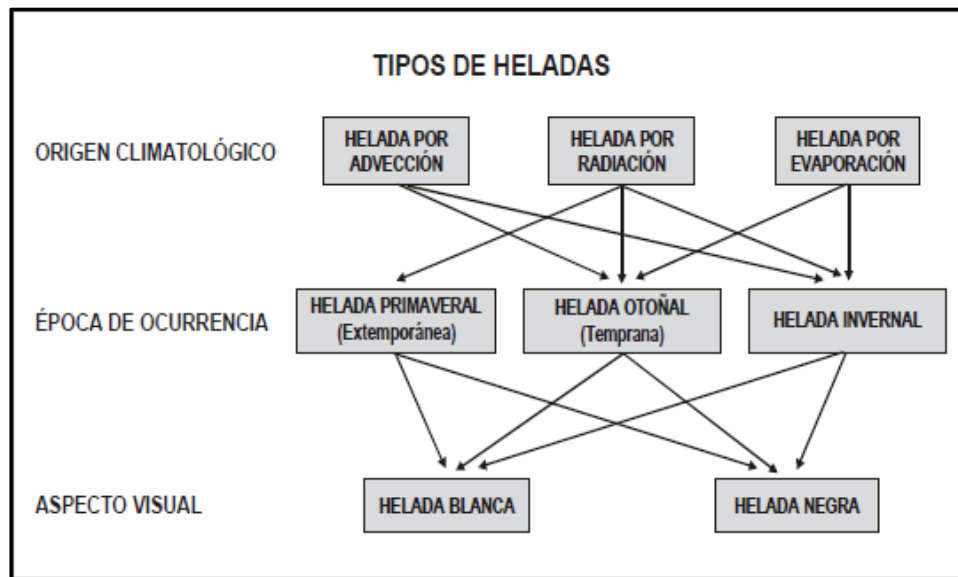 TIPOS DE HELADAS
ORIGEN CLIMATOLÓGICO
HELADA POR
ADVECCIÓN
HELADA POR
RADIACIÓN
HELADA POR
EVAPORACIÓN
ÉPOCA DE OCURRENCIA
HELADA PRIMAVERAL
(Extemporánea)
HELADA OTOÑAL
(Temprana)
HELADA INVERNAL
ASPECTO VISUAL
HELADA BLANCA
HELADA NEGRA